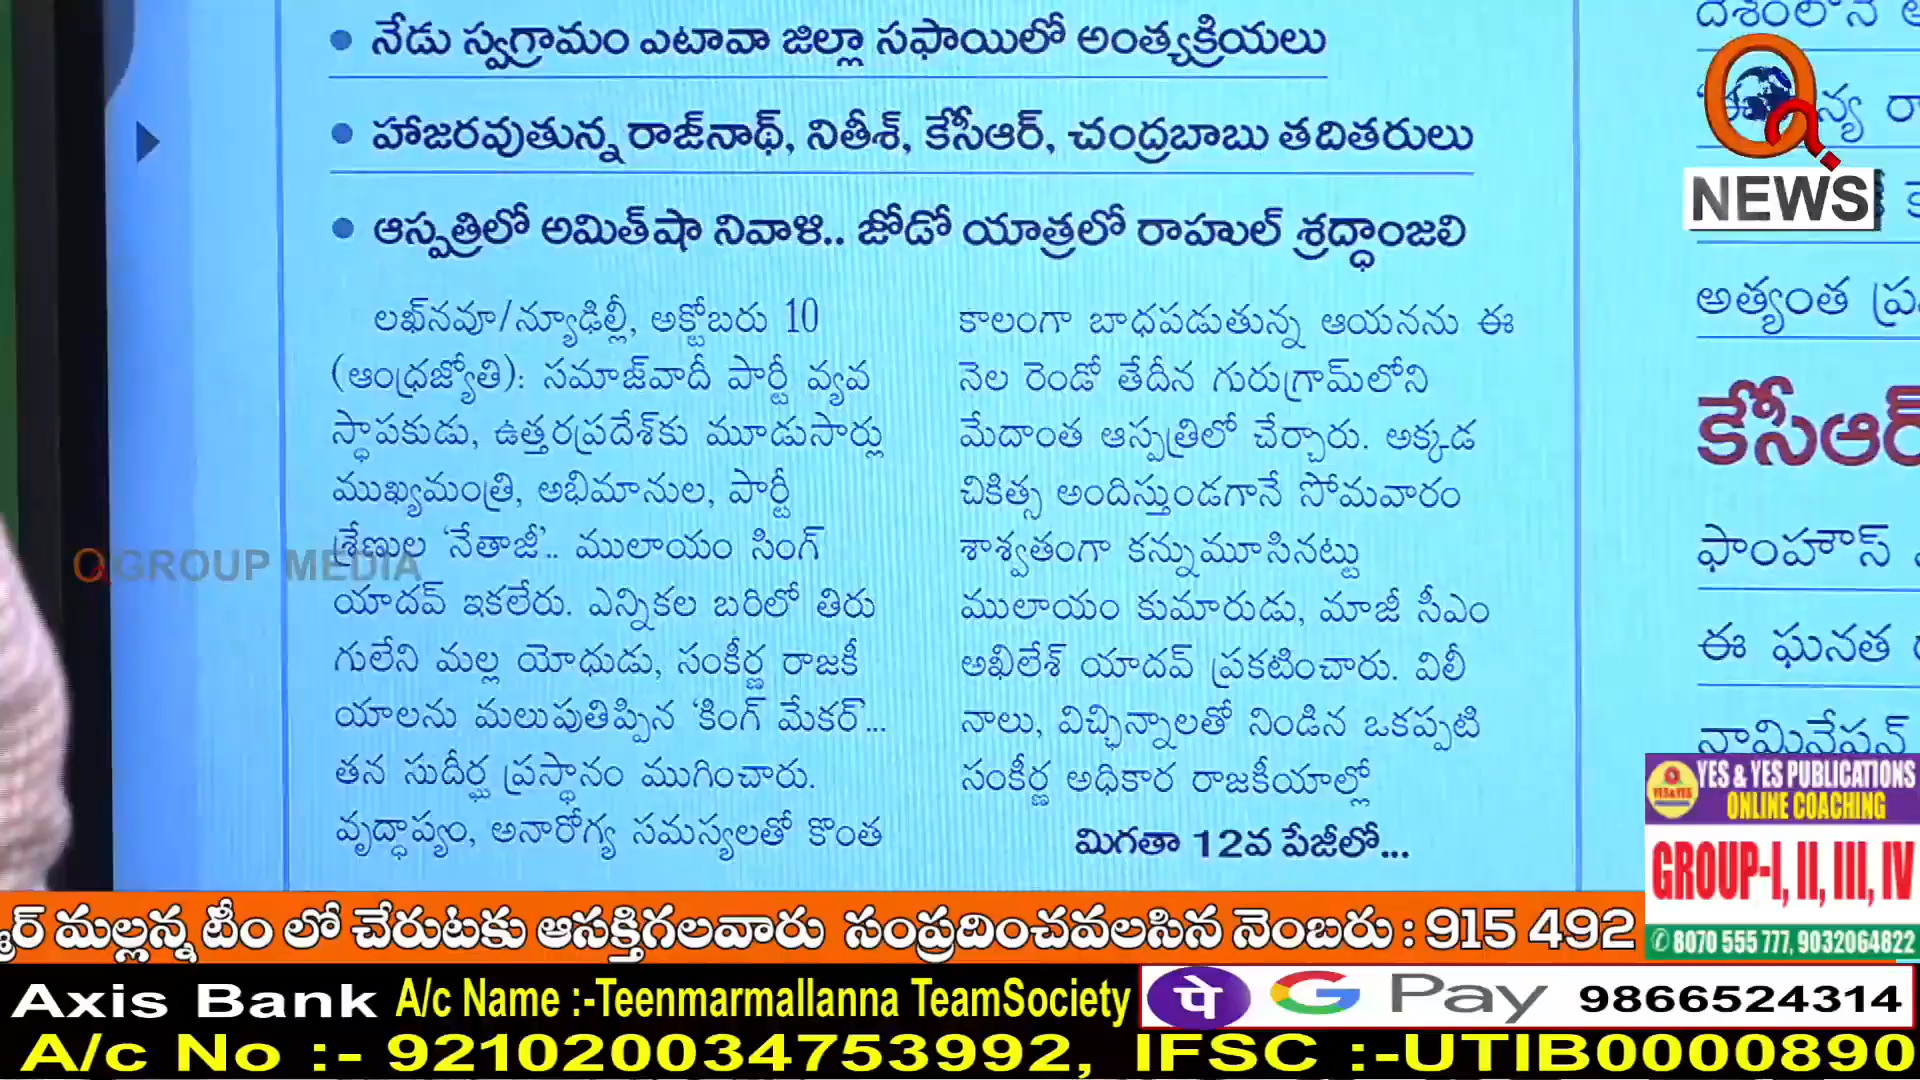 నేడు స్వగ్రామం ఎటావా జిల్లా సఫాయిలో అంత్యక్రియలు
హాజరవుతున్న రాజ్‌నాథ్, నితీశ్, కేసీఆర్, చంద్రబాబు తదితరులు
ఆస్పత్రిలో అమిత్‌షా నివాళి.. జోడో యాత్రలో రాహుల్ శ్రద్ధాంజలి
లఖ్‌నవూ/న్యూఢిల్లీ, అక్టోబరు 10
(ఆంధ్రజ్యోతి): సమాజ్‌వాదీ పార్టీ వ్యవ
స్థాపకుడు, ఉత్తరప్రదేశ్‌కు మూడుసార్లు
ముఖ్యమంత్రి, అభిమానుల, పార్టీ
శ్రేణుల ‘నేతాజీ’.. ములాయం సింగ్
యాదవ్ ఇకలేరు. ఎన్నికల బరిలో తిరు
గులేని మల్ల యోధుడు, సంకీర్ణ రాజకీ
యాలను మలుపుతిప్పిన ‘కింగ్ మేకర్’...
తన సుదీర్ఘ ప్రస్థానం ముగించారు.
వృద్ధాప్యం, అనారోగ్య సమస్యలతో కొంత
కాలంగా బాధపడుతున్న ఆయనను ఈ
నెల రెండో తేదీన గురుగ్రామ్‌లోని
మేదాంత ఆస్పత్రిలో చేర్చారు. అక్కడ
చికిత్స అందిస్తుండగానే సోమవారం
శాశ్వతంగా కన్నుమూసినట్టు
ములాయం కుమారుడు, మాజీ సీఎం
అఖిలేశ్ యాదవ్ ప్రకటించారు. విలీ
నాలు, విచ్ఛిన్నాలతో నిండిన ఒకప్పటి
సంకీర్ణ అధికార రాజకీయాల్లో
మిగతా 12వ పేజీలో...
అత్యంత
కేసీఆర్
ఫాంహౌస్
ఈ ఘనత
నామినేషన్
Q NEWS
Q GROUP MEDIA
YES & YES PUBLICATIONS
ONLINE COACHING
GROUP-I, II, III, IV
8070 555 777, 9032064822
మల్లన్న టీం లో చేరుటకు ఆసక్తిగలవారు సంప్రదించవలసిన నెంబరు : 915 492
Axis Bank A/c Name :-Teenmarmallanna TeamSociety
पे G Pay 9866524314
A/c No :- 921020034753992, IFSC :-UTIB0000890